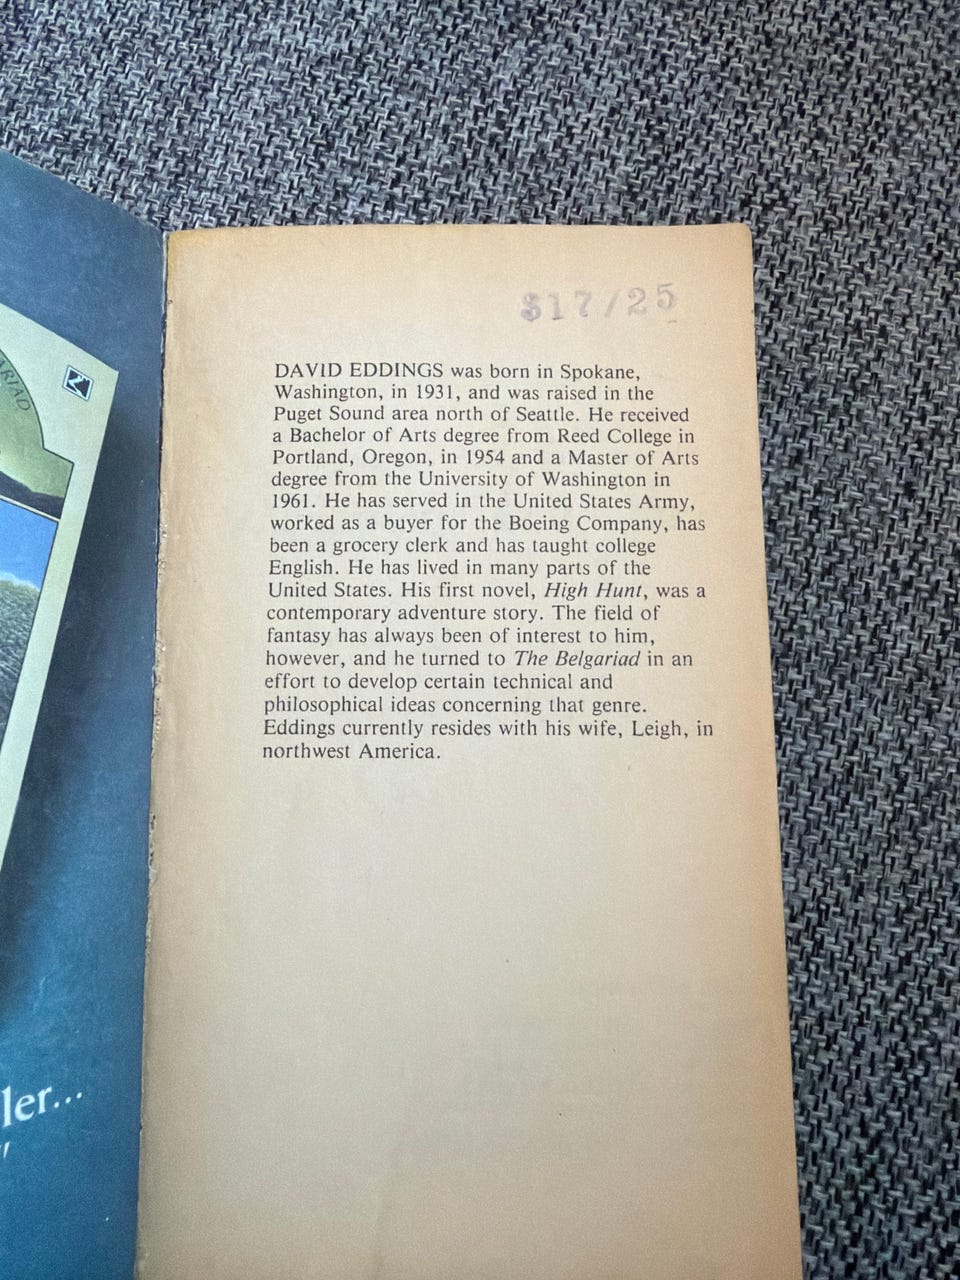 ARIAD
ler...
"
$17/25
DAVID EDDINGS was born in Spokane,
Washington, in 1931, and was raised in the
Puget Sound area north of Seattle. He received
a Bachelor of Arts degree from Reed College in
Portland, Oregon, in 1954 and a Master of Arts
degree from the University of Washington in
1961. He has served in the United States Army,
worked as a buyer for the Boeing Company, has
been a grocery clerk and has taught college
English. He has lived in many parts of the
United States. His first novel, High Hunt, was a
contemporary adventure story. The field of
fantasy has always been of interest to him,
however, and he turned to The Belgariad in an
effort to develop certain technical and
philosophical ideas concerning that genre.
Eddings currently resides with his wife, Leigh, in
northwest America.